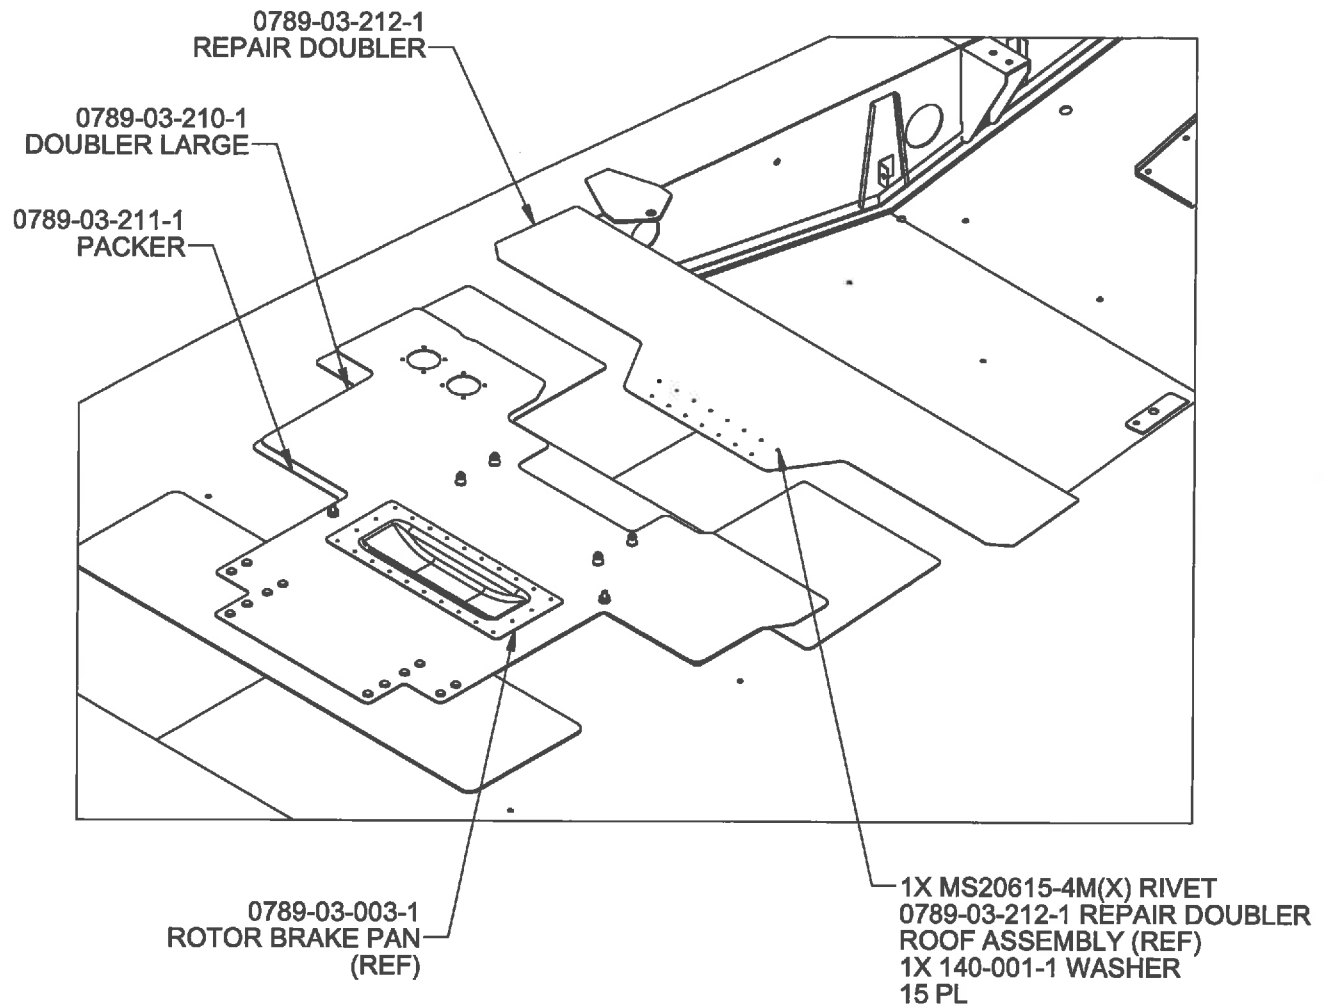 0789-03-212-1
REPAIR DOUBLER
0789-03-210-1
DOUBLER LARGE
0789-03-211-1
PACKER
0789-03-003-1
ROTOR BRAKE PAN
(REF)
1X MS20615-4M(X) RIVET
0789-03-212-1 REPAIR DOUBLER
ROOF ASSEMBLY (REF)
1X 140-001-1 WASHER
15 PL